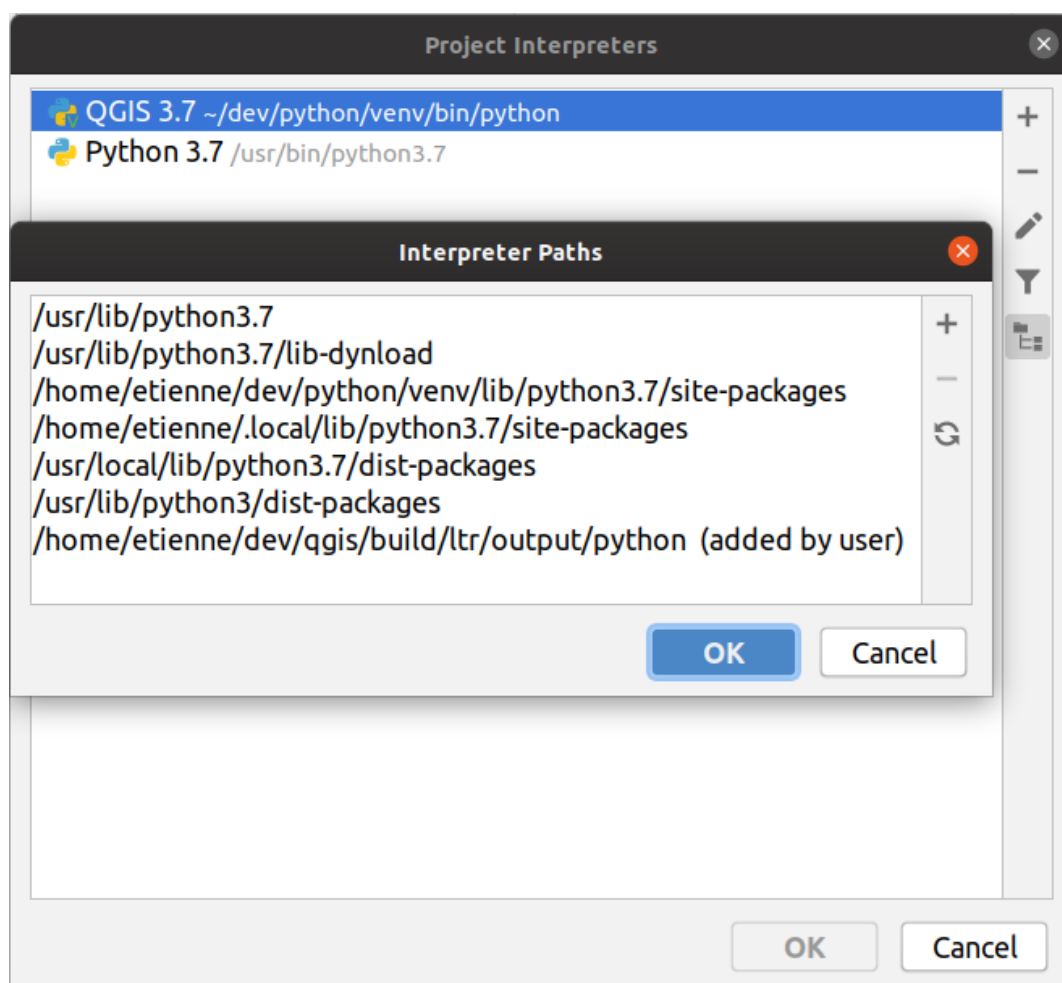 Project Interpreters
QGIS 3.7 ~/dev/python/venv/bin/python
Python 3.7 /usr/bin/python3.7
Interpreter Paths
/usr/lib/python3.7
/usr/lib/python3.7/lib-dynload
/home/etienne/dev/python/venv/lib/python3.7/site-packages
/home/etienne/.local/lib/python3.7/site-packages
/usr/local/lib/python3.7/dist-packages
/usr/lib/python3/dist-packages
/home/etienne/dev/qgis/build/ltr/output/python (added by user)
OK Cancel
OK Cancel